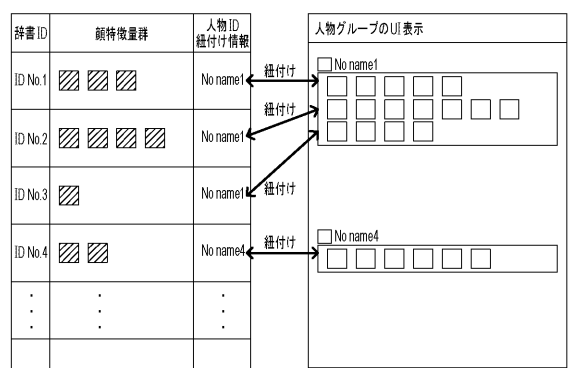 辞書ID 顔特徴量群 人物ID
紐付け情報
ID No.1 No name1
ID No.2 No name1
ID No.3 No name1
ID No.4 No name4
紐付け
紐付け
紐付け
紐付け
人物グループのUI表示
No name1
No name4